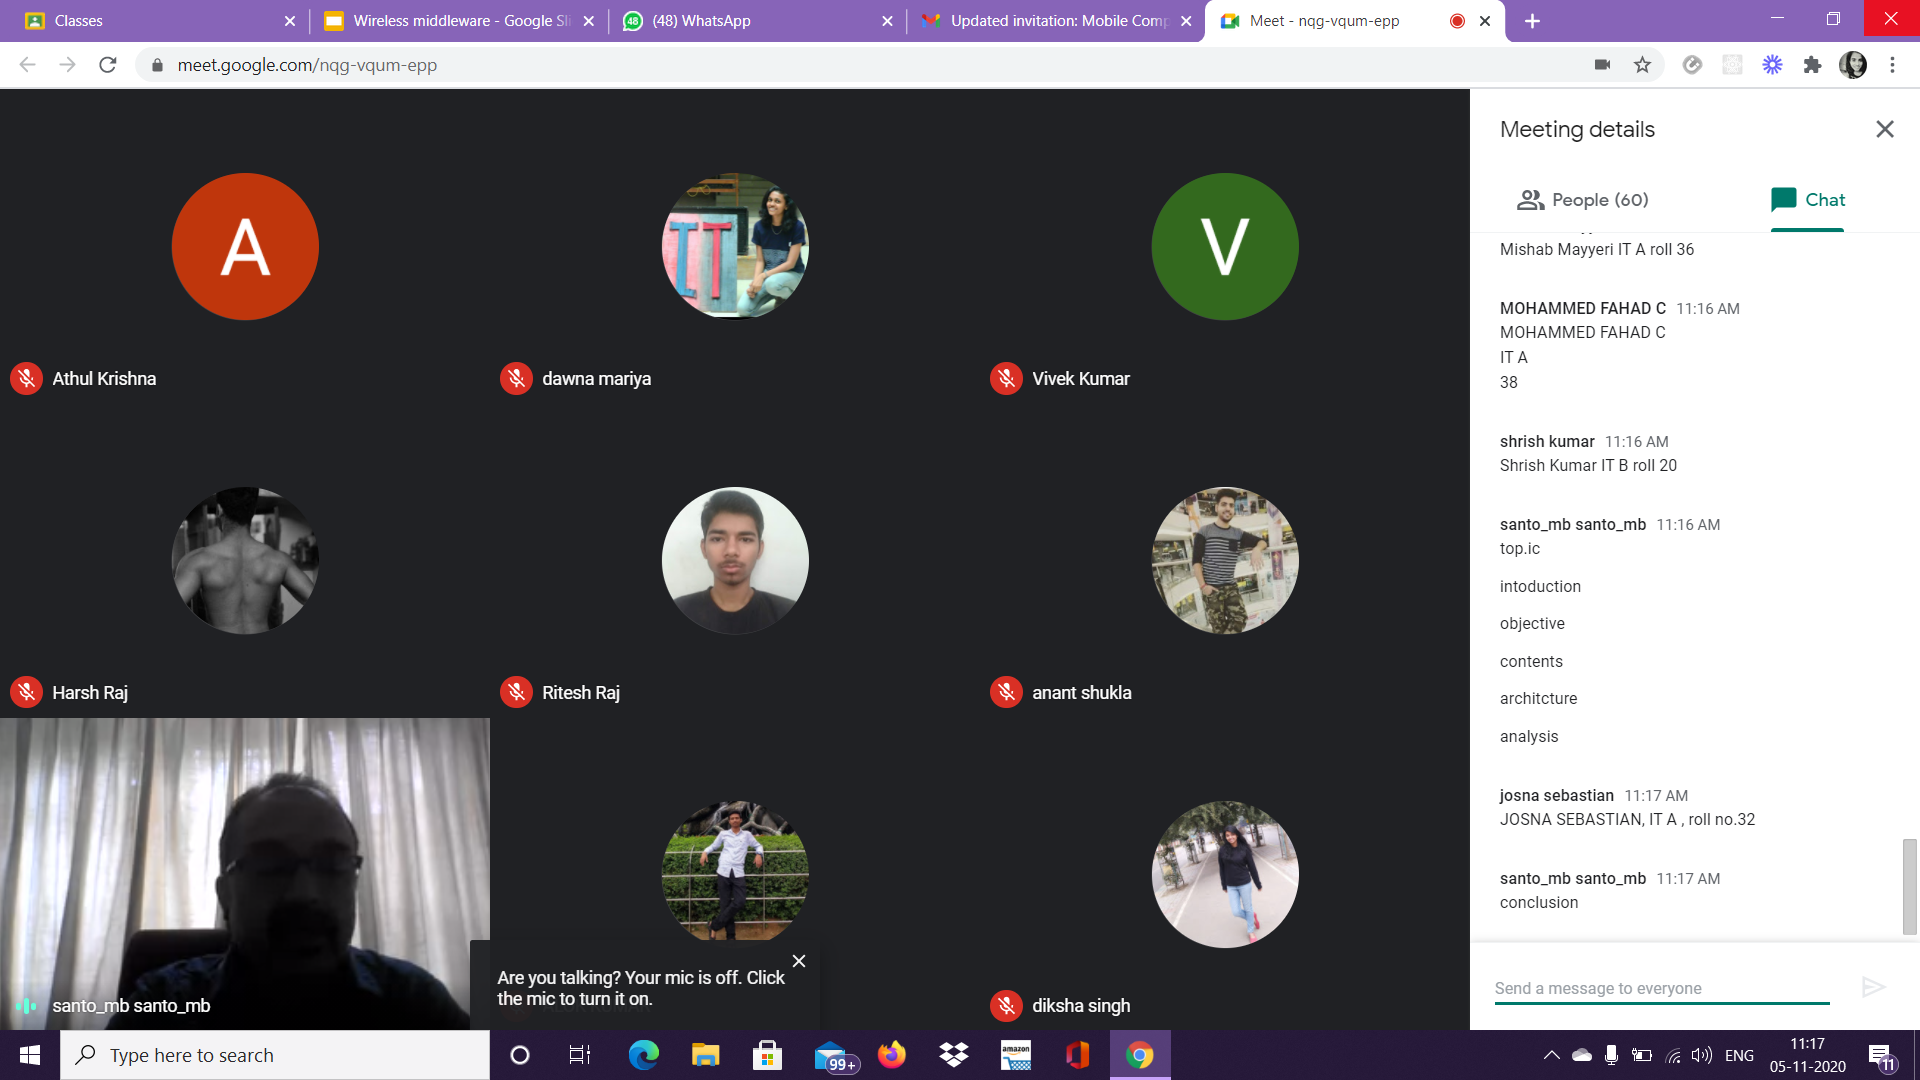 Classes
Wireless middleware - Google Sli
48
(48) WhatsApp
Updated invitation: Mobile Comp
Meet - nqg-vqum-epp
meet.google.com/nqg-vqum-epp
A
IT
V
Athul Krishna
dawna mariya
Vivek Kumar
Harsh Raj
Ritesh Raj
anant shukla
santo_mb santo_mb
Are you talking? Your mic is off. Click
the mic to turn it on.
diksha singh
Meeting details
People (60)
Chat
Mishab Mayyeri IT A roll 36
MOHAMMED FAHAD C 11:16 AM
MOHAMMED FAHAD C
IT A
38
shrish kumar 11:16 AM
Shrish Kumar IT B roll 20
santo_mb santo_mb 11:16 AM
top.ic
intoduction
objective
contents
architcture
analysis
josna sebastian 11:17 AM
JOSNA SEBASTIAN, IT A , roll no.32
santo_mb santo_mb 11:17 AM
conclusion
Send a message to everyone
Type here to search
99+
amazon
ENG
11:17
05-11-2020
11